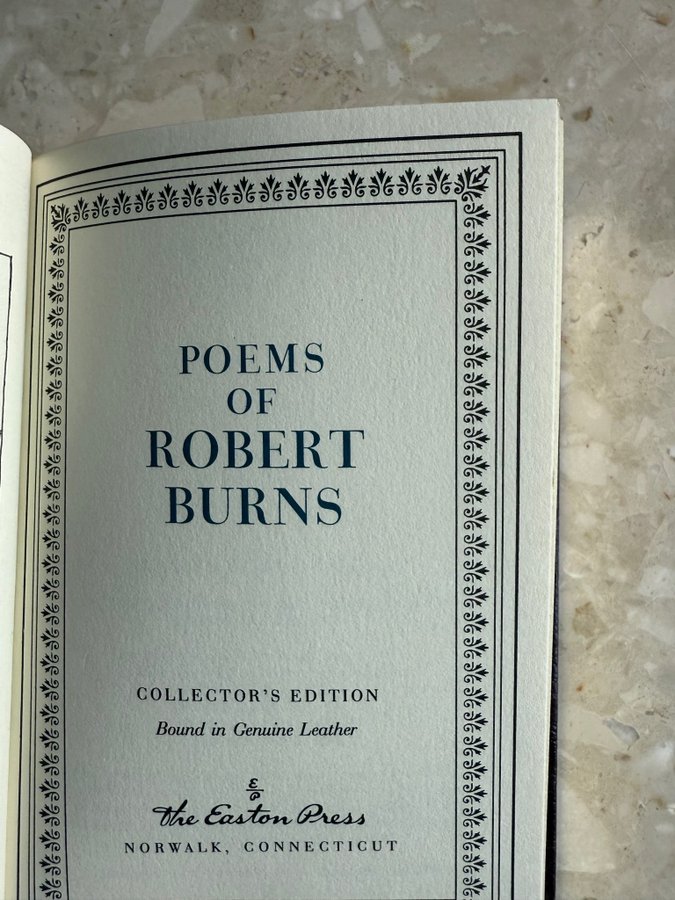 POEMS
OF
ROBERT
BURNS
COLLECTOR'S EDITION
Bound in Genuine Leather
E
P
The Easton Press
NORWALK, CONNECTICUT